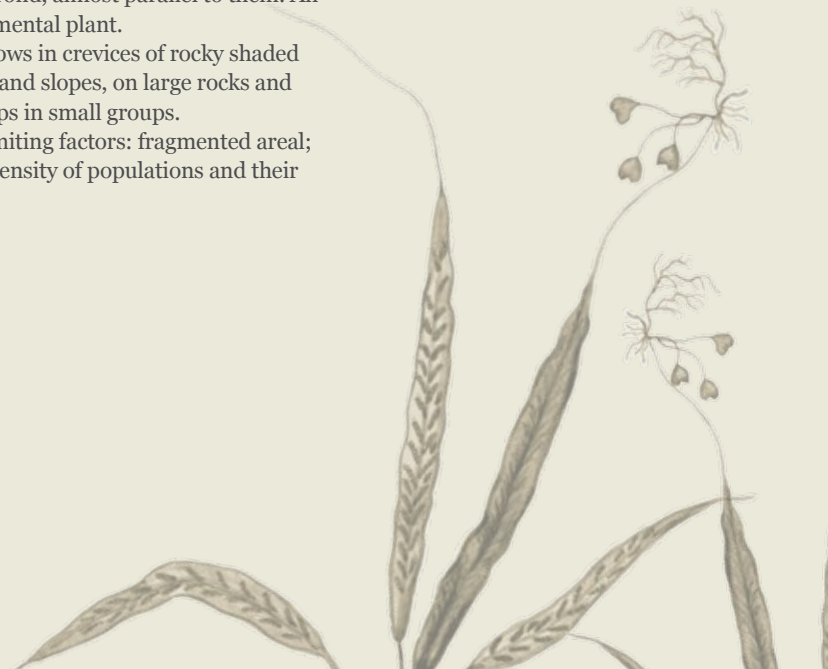 mental plant.
ows in crevices of rocky shaded
and slopes, on large rocks and
ps in small groups.
niting factors: fragmented areal;
ensity of populations and their